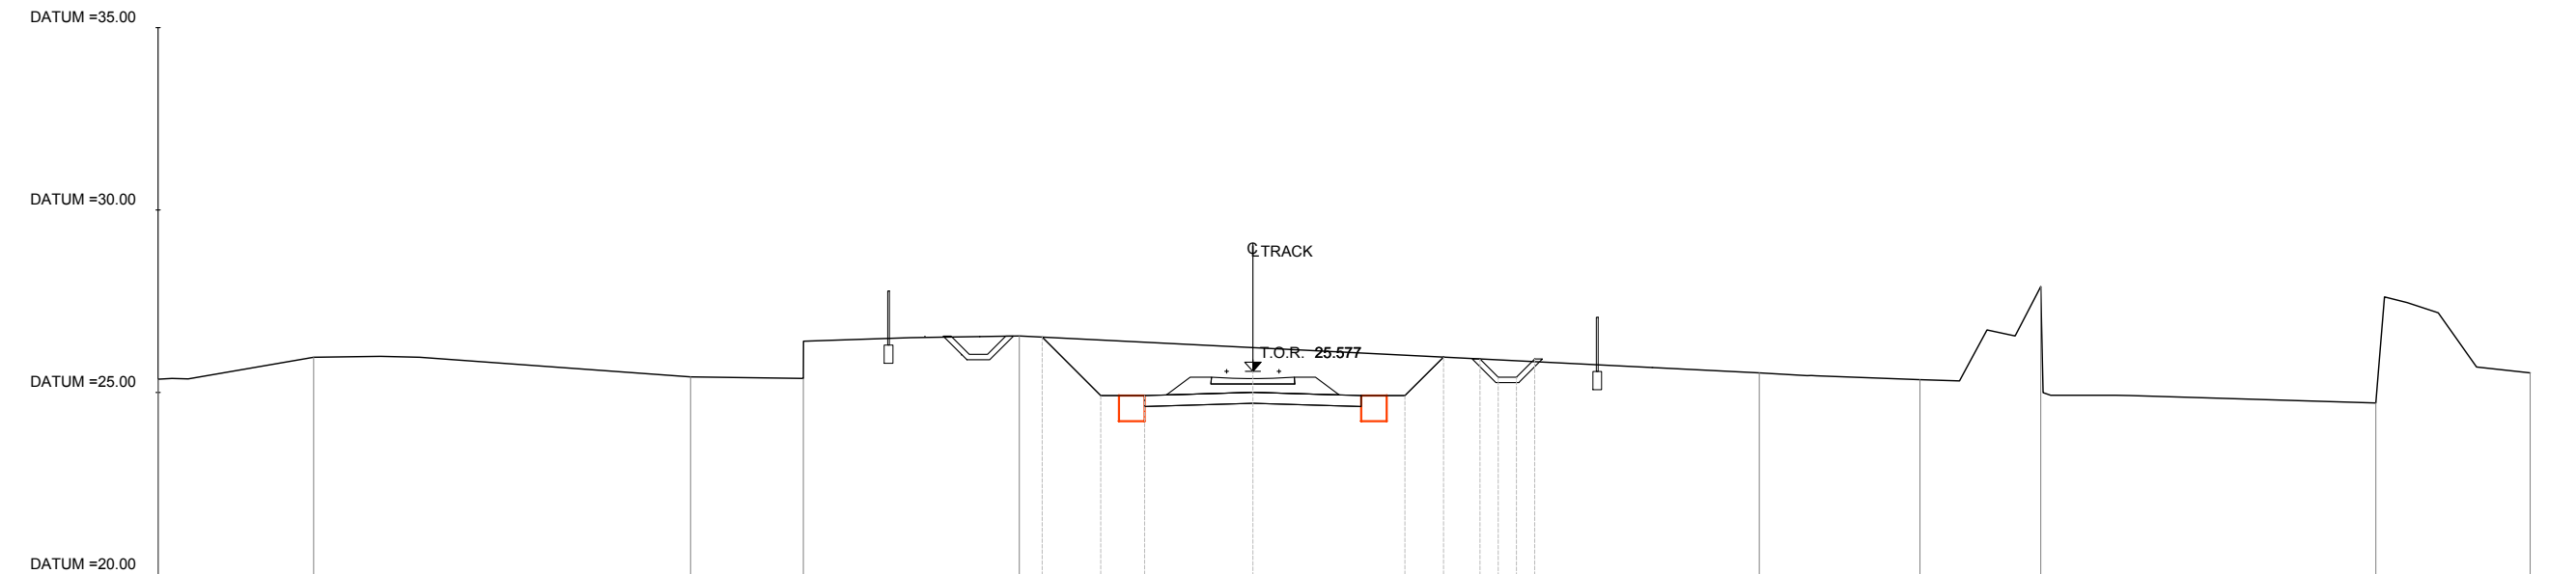 DATUM =35.00
DATUM =30.00
℄ TRACK
T.O.R. 25.577
DATUM =25.00
DATUM =20.00